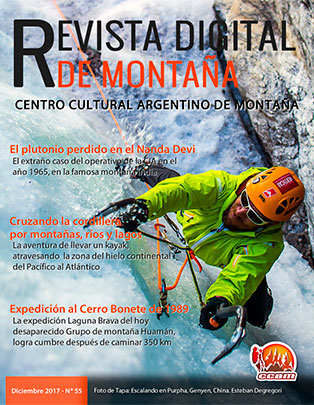 REVISTA DIGITAL
DE MONTAÑA
CENTRO CULTURAL ARGENTINO DE MONTAÑA
El plutonio perdido en el Nanda Devi
El extraño caso del operativo de la CIA en el
año 1965, en la famosa montaña india
Cruzando la cordillera
por montañas, ríos y lagos
La aventura de llevar un kayak,
atravesando la zona del hielo continental
del Pacífico al Atlántico
Expedición al Cerro Bonete de 1989
La expedición Laguna Brava del hoy
desaparecido Grupo de montaña Huamán,
logra cumbre después de caminar 350 km
ccam
Diciembre 2017 - Nº 55
Foto de Tapa: Escalando en Purpha, Genyen, China. Esteban Degregori